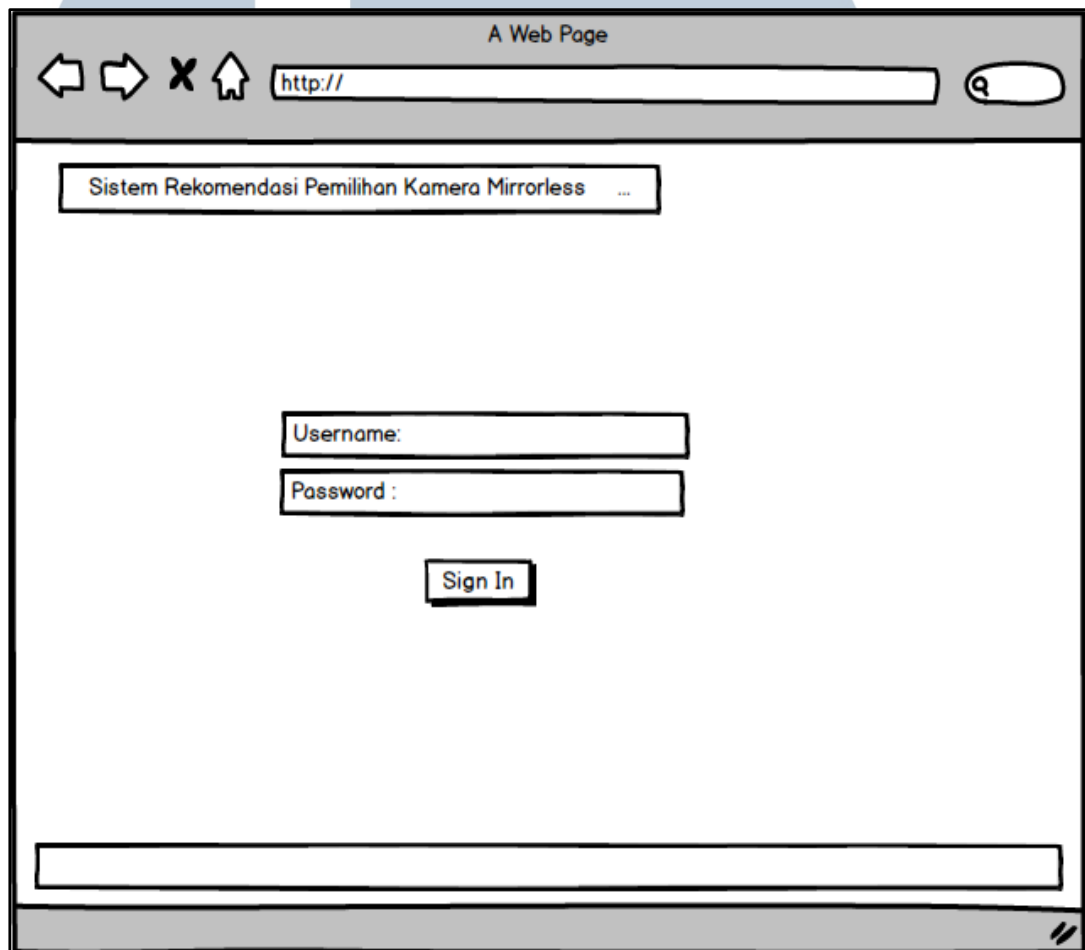 A Web Page
http://
Sistem Rekomendasi Pemilihan Kamera Mirrorless ...
Username:
Password :
Sign In